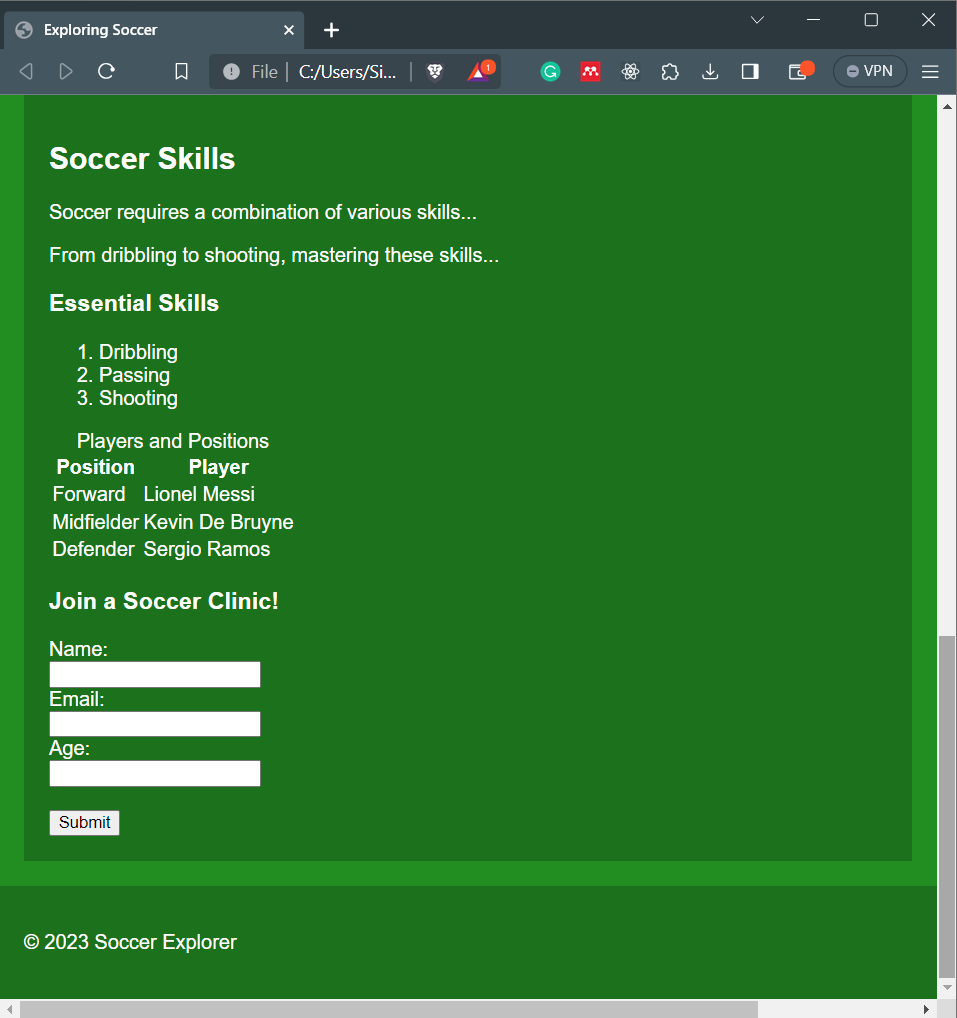 Exploring Soccer
File C:/Users/Si... 1 VPN
Soccer Skills
Soccer requires a combination of various skills...
From dribbling to shooting, mastering these skills...
Essential Skills
1. Dribbling
2. Passing
3. Shooting
Players and Positions
Position Player
Forward Lionel Messi
Midfielder Kevin De Bruyne
Defender Sergio Ramos
Join a Soccer Clinic!
Name:
Email:
Age:
Submit
© 2023 Soccer Explorer